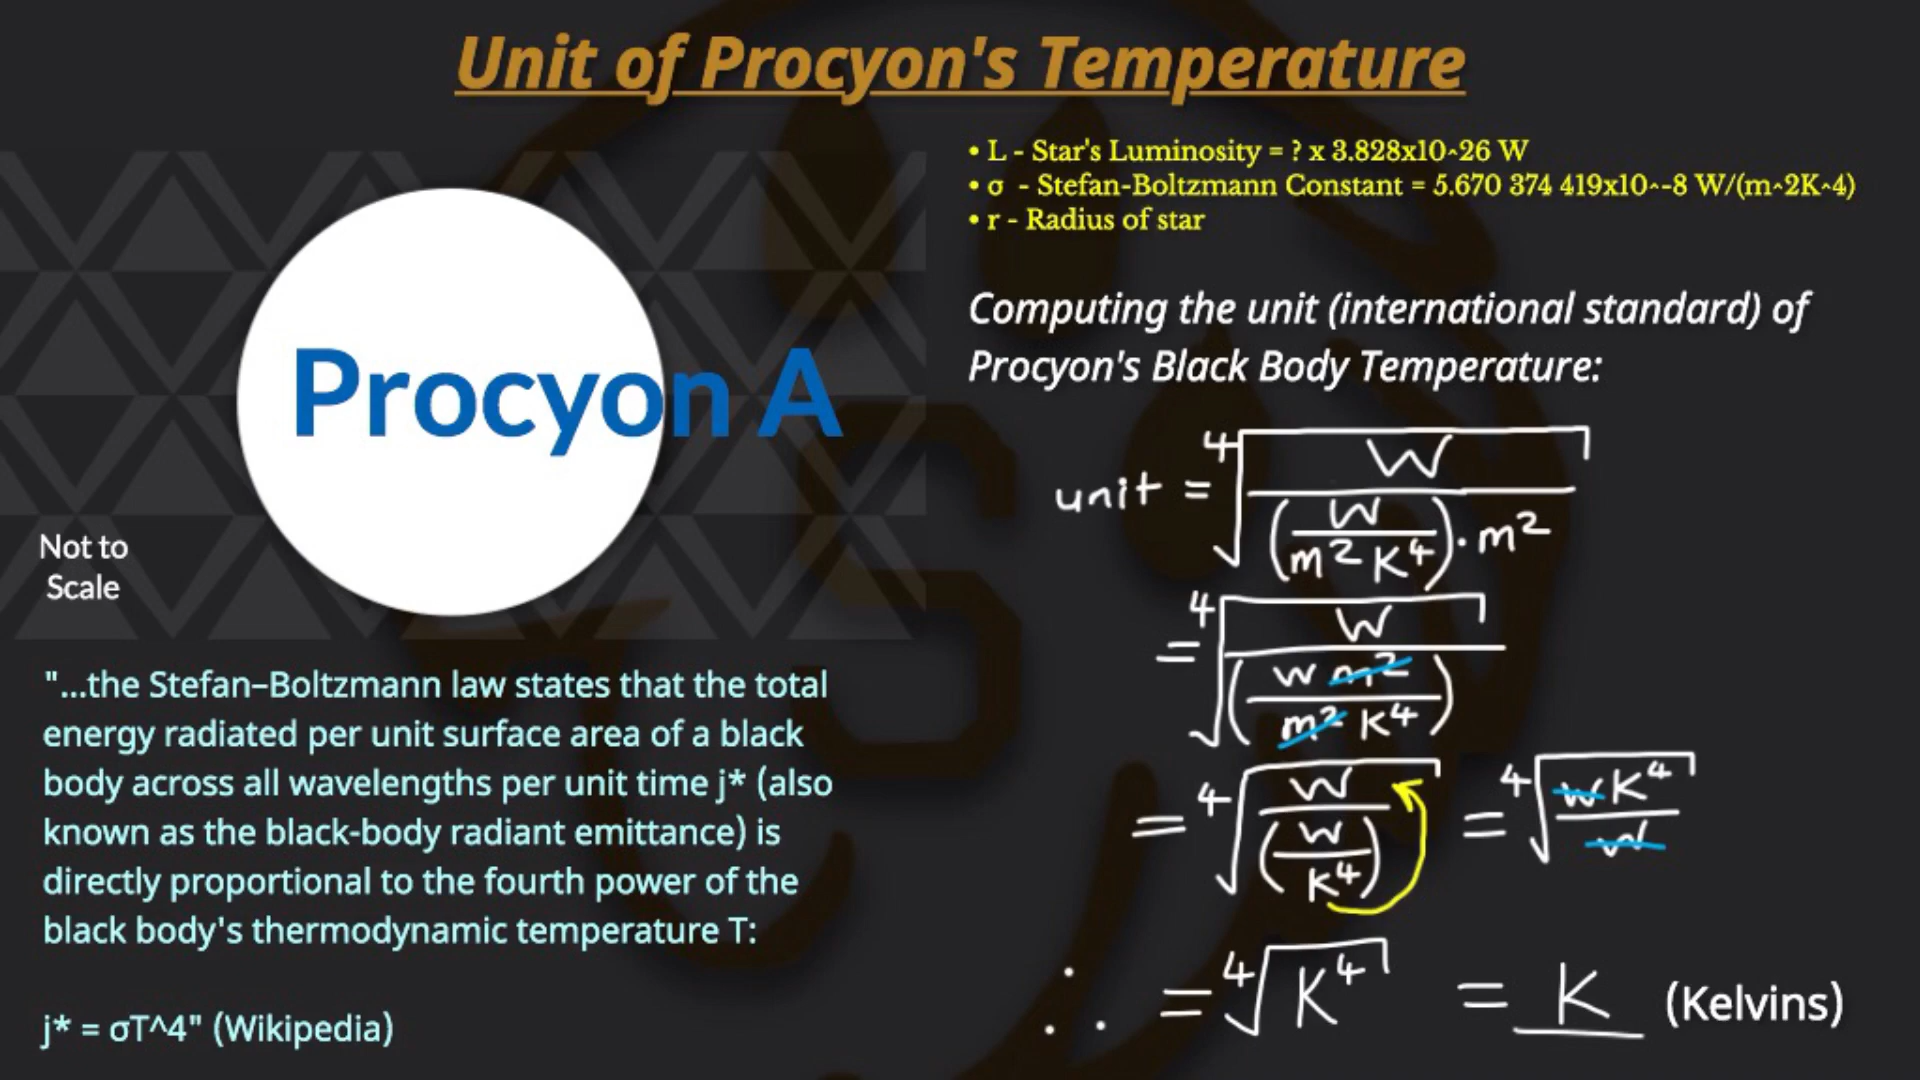 Unit of Procyon's Temperature
• L - Star's Luminosity = ? x 3.828x10^26 W
• σ - Stefan-Boltzmann Constant = 5.670 374 419x10^-8 W/(m^2K^4)
• r - Radius of star
Procyon A
Not to
Scale
"...the Stefan–Boltzmann law states that the total
energy radiated per unit surface area of a black
body across all wavelengths per unit time j* (also
known as the black-body radiant emittance) is
directly proportional to the fourth power of the
black body's thermodynamic temperature T:
j* = σT^4" (Wikipedia)
Computing the unit (international standard) of
Procyon's Black Body Temperature:
unit = ⁴√(W / ((W / (m² K⁴)) · m²))
= ⁴√(W / (W m² / (m² K⁴)))
= ⁴√(W / (W / K⁴)) = ⁴√(W K⁴ / W)
∴ = ⁴√(K⁴) = K (Kelvins)